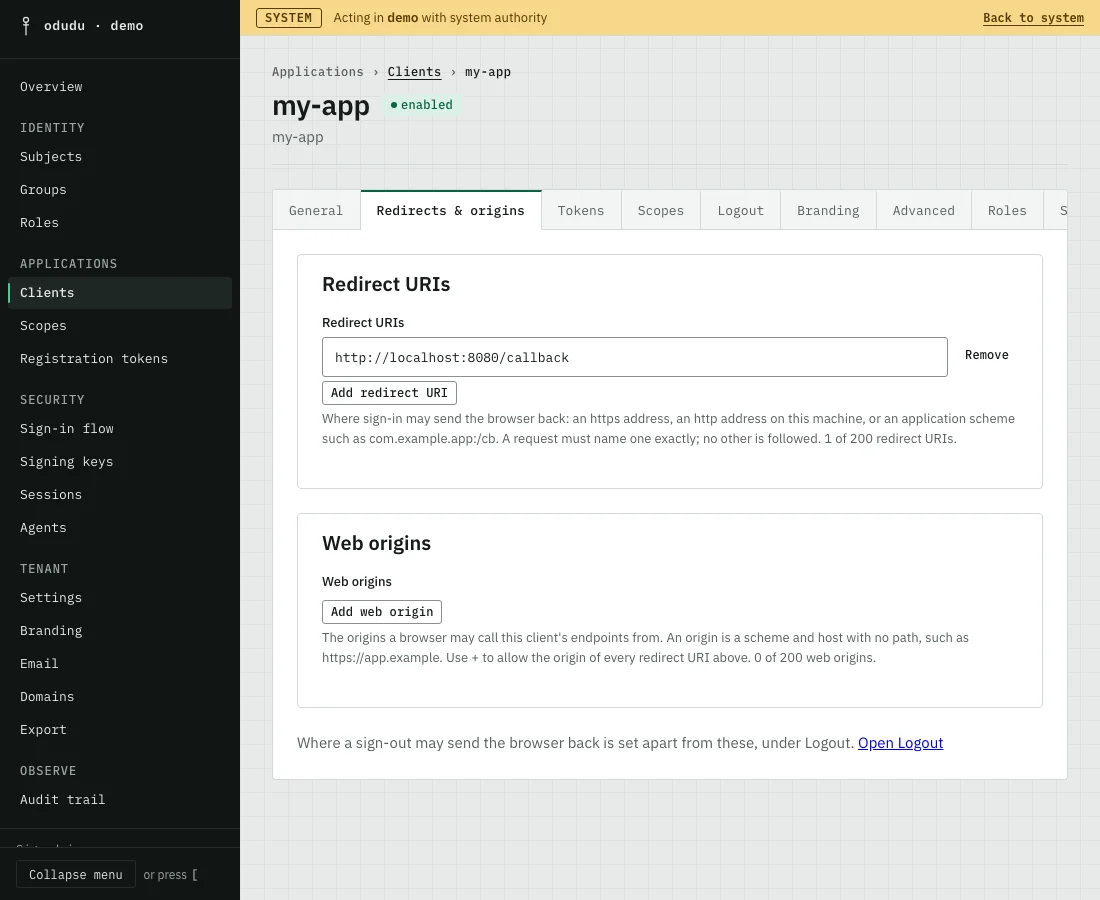 odudu · demo
SYSTEM Acting in demo with system authority Back to system
Overview
IDENTITY
Subjects
Groups
Roles
APPLICATIONS
Clients
Scopes
Registration tokens
SECURITY
Sign-in flow
Signing keys
Sessions
Agents
TENANT
Settings
Branding
Email
Domains
Export
OBSERVE
Audit trail
Collapse menu or press [
Applications › Clients › my-app
my-app enabled
my-app
General Redirects & origins Tokens Scopes Logout Branding Advanced Roles
Redirect URIs
Redirect URIs
http://localhost:8080/callback Remove
Add redirect URI
Where sign-in may send the browser back: an https address, an http address on this machine, or an application scheme
such as com.example.app:/cb. A request must name one exactly; no other is followed. 1 of 200 redirect URIs.
Web origins
Web origins
Add web origin
The origins a browser may call this client's endpoints from. An origin is a scheme and host with no path, such as
https://app.example. Use + to allow the origin of every redirect URI above. 0 of 200 web origins.
Where a sign-out may send the browser back is set apart from these, under Logout. Open Logout